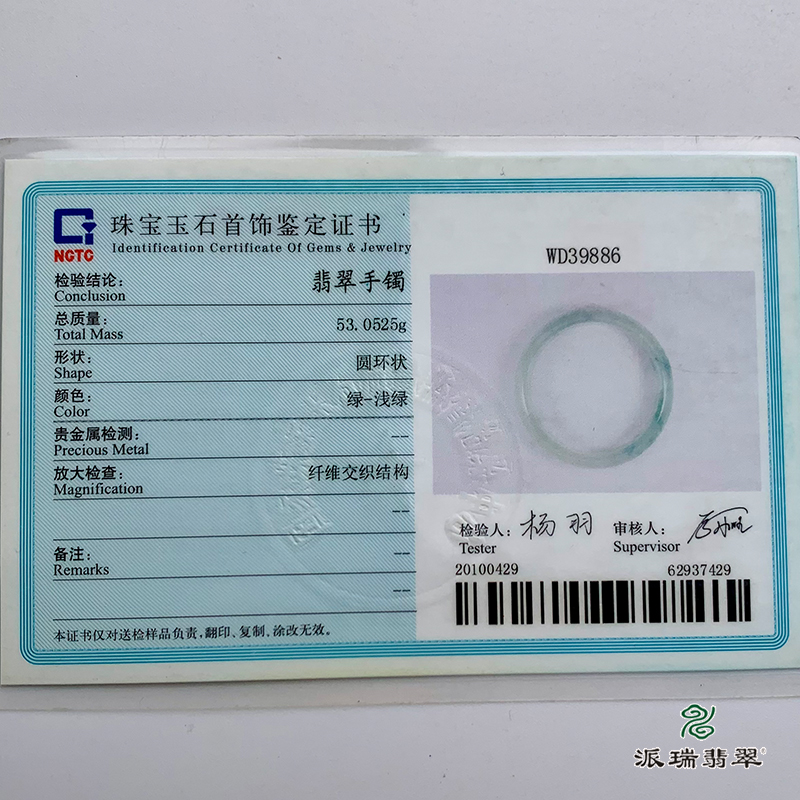 珠宝玉石首饰鉴定证书
Identification Certificate Of Gems & Jewelry
NGTC
检验结论: 翡翠手镯
Conclusion
总质量: 53.0525g
Total Mass
形状: 圆环状
Shape
颜色: 绿-浅绿
Color
贵金属检测: --
Precious Metal
放大检查: 纤维交织结构
Magnification
--
备注: --
Remarks
--
本证书仅对送检样品负责,翻印、复制、涂改无效。
WD39886
检验人: 杨羽 审核人:
Tester Supervisor
20100429 62937429
派瑞翡翠